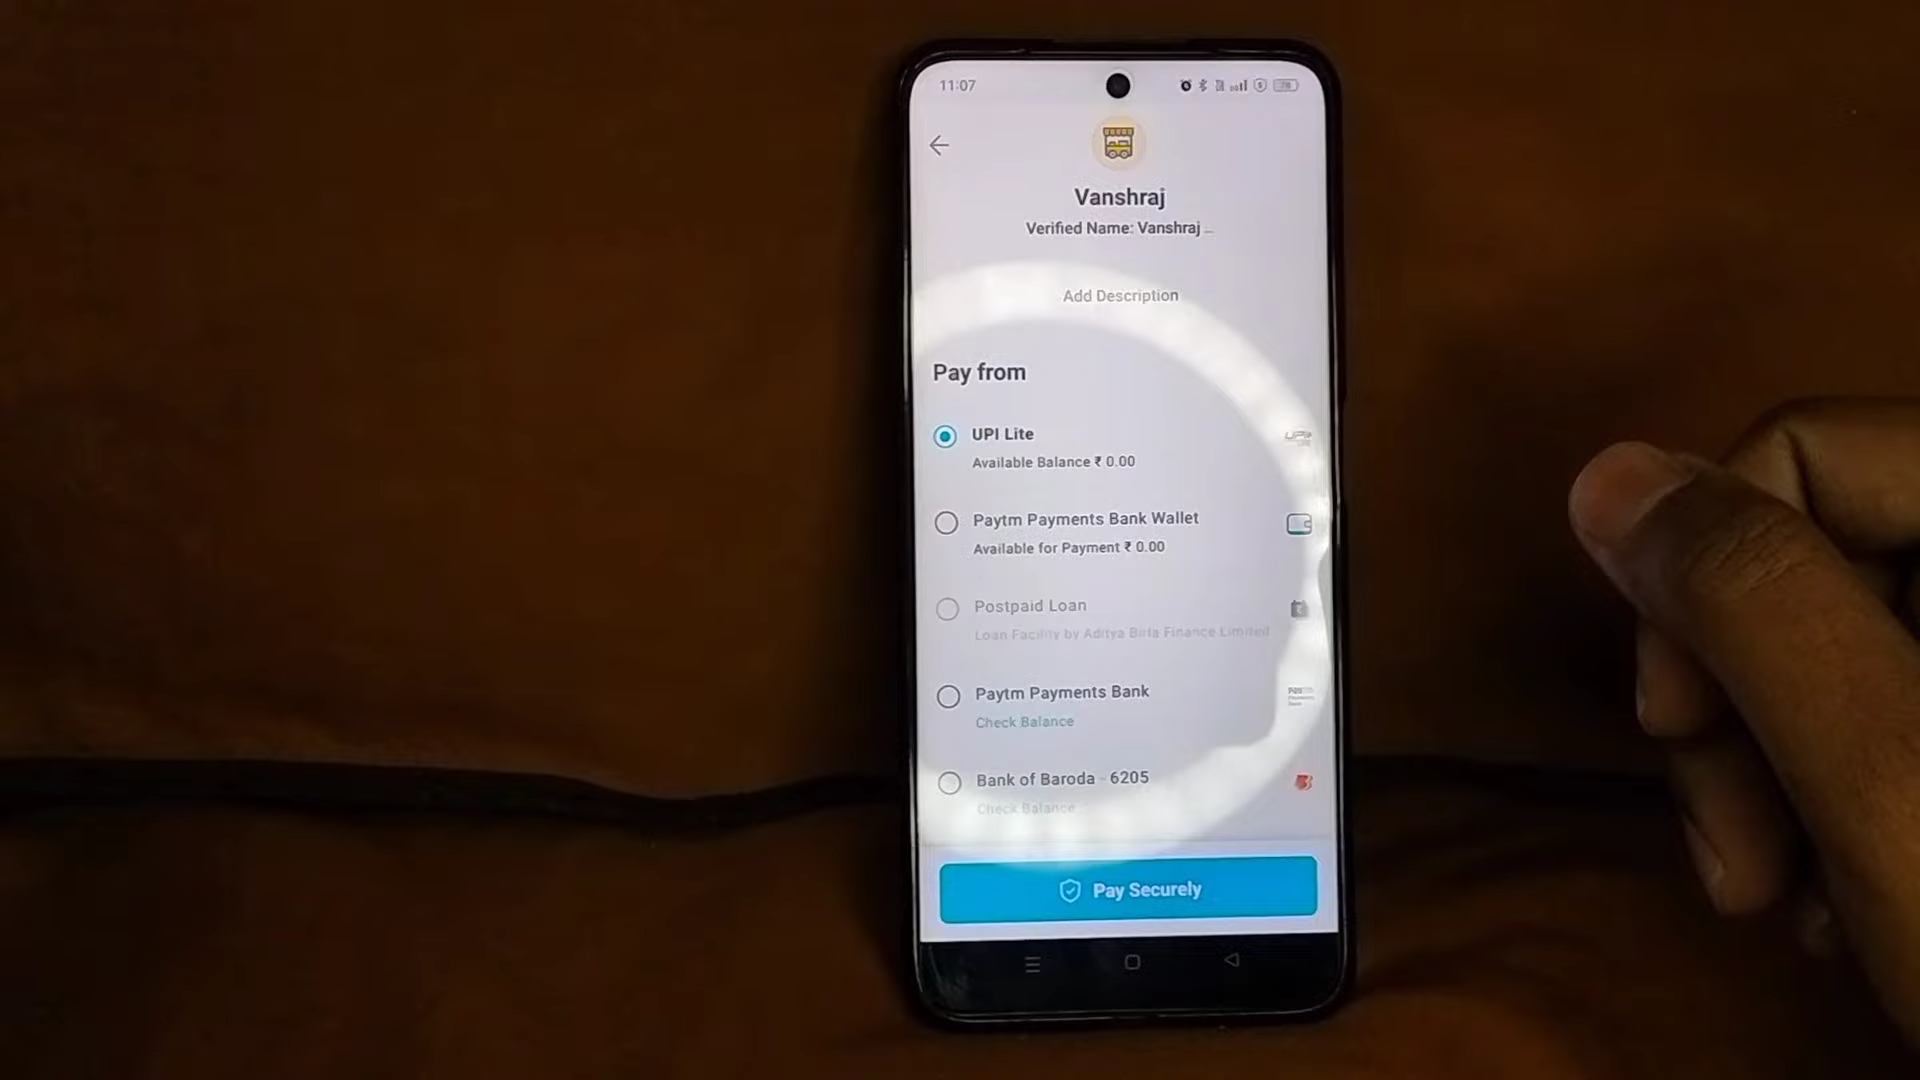 11:07
Vanshraj
Verified Name: Vanshraj ...
Add Description
Pay from
UPI Lite
Available Balance ₹ 0.00
UPI
Paytm Payments Bank Wallet
Available for Payment ₹ 0.00
Postpaid Loan
Loan Facility by Aditya Birla Finance Limited
Paytm Payments Bank
Check Balance
Bank of Baroda - 6205
Check Balance
Pay Securely